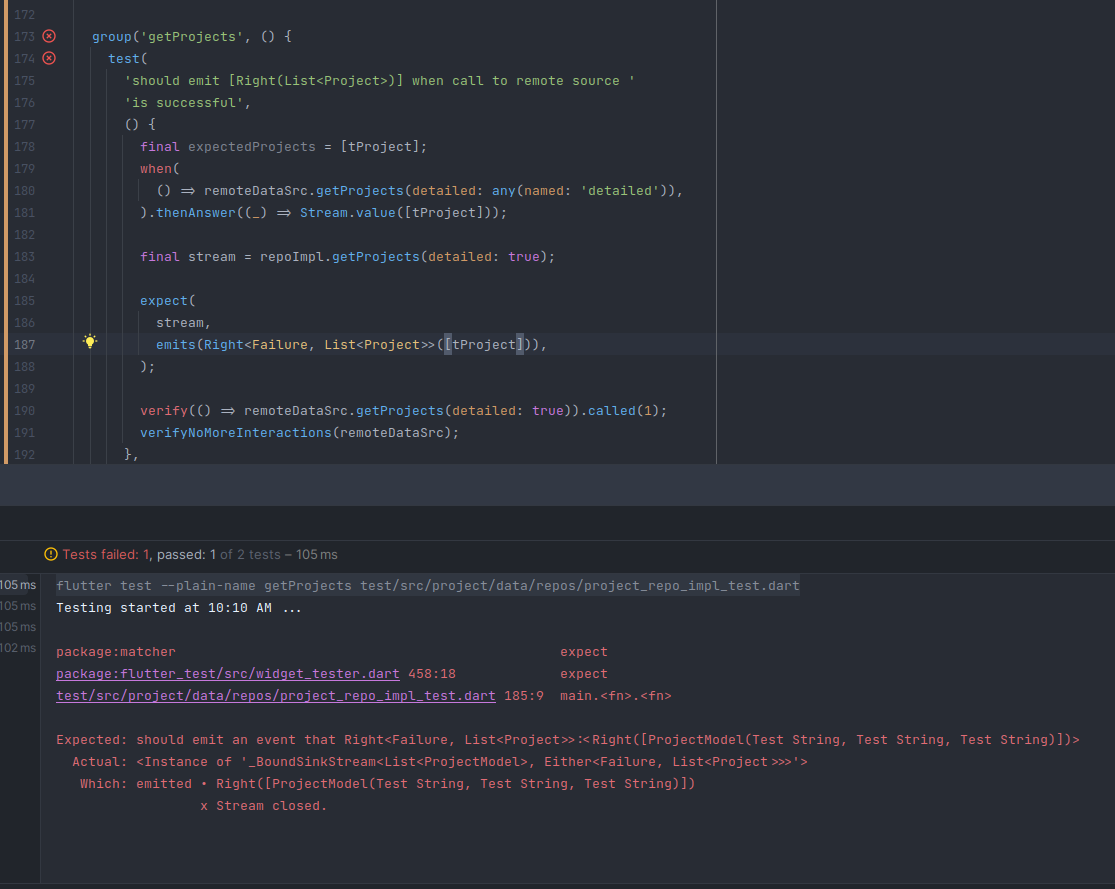 172
173 group('getProjects', () {
174 test(
175 'should emit [Right(List<Project>)] when call to remote source '
176 'is successful',
177 () {
178 final expectedProjects = [tProject];
179 when(
180 () => remoteDataSrc.getProjects(detailed: any(named: 'detailed')),
181 ).thenAnswer((_) => Stream.value([tProject]));
182
183 final stream = repoImpl.getProjects(detailed: true);
184
185 expect(
186 stream,
187 emits(Right<Failure, List<Project>>([tProject])),
188 );
189
190 verify(() => remoteDataSrc.getProjects(detailed: true)).called(1);
191 verifyNoMoreInteractions(remoteDataSrc);
192 },
Tests failed: 1, passed: 1 of 2 tests – 105 ms
105 ms flutter test --plain-name getProjects test/src/project/data/repos/project_repo_impl_test.dart
105 ms Testing started at 10:10 AM ...
105 ms
102 ms package:matcher expect
package:flutter_test/src/widget_tester.dart 458:18 expect
test/src/project/data/repos/project_repo_impl_test.dart 185:9 main.<fn>.<fn>
Expected: should emit an event that Right<Failure, List<Project>>:<Right([ProjectModel(Test String, Test String, Test String)])>
Actual: <Instance of '_BoundSinkStream<List<ProjectModel>, Either<Failure, List<Project>>>'>
Which: emitted • Right([ProjectModel(Test String, Test String, Test String)])
x Stream closed.